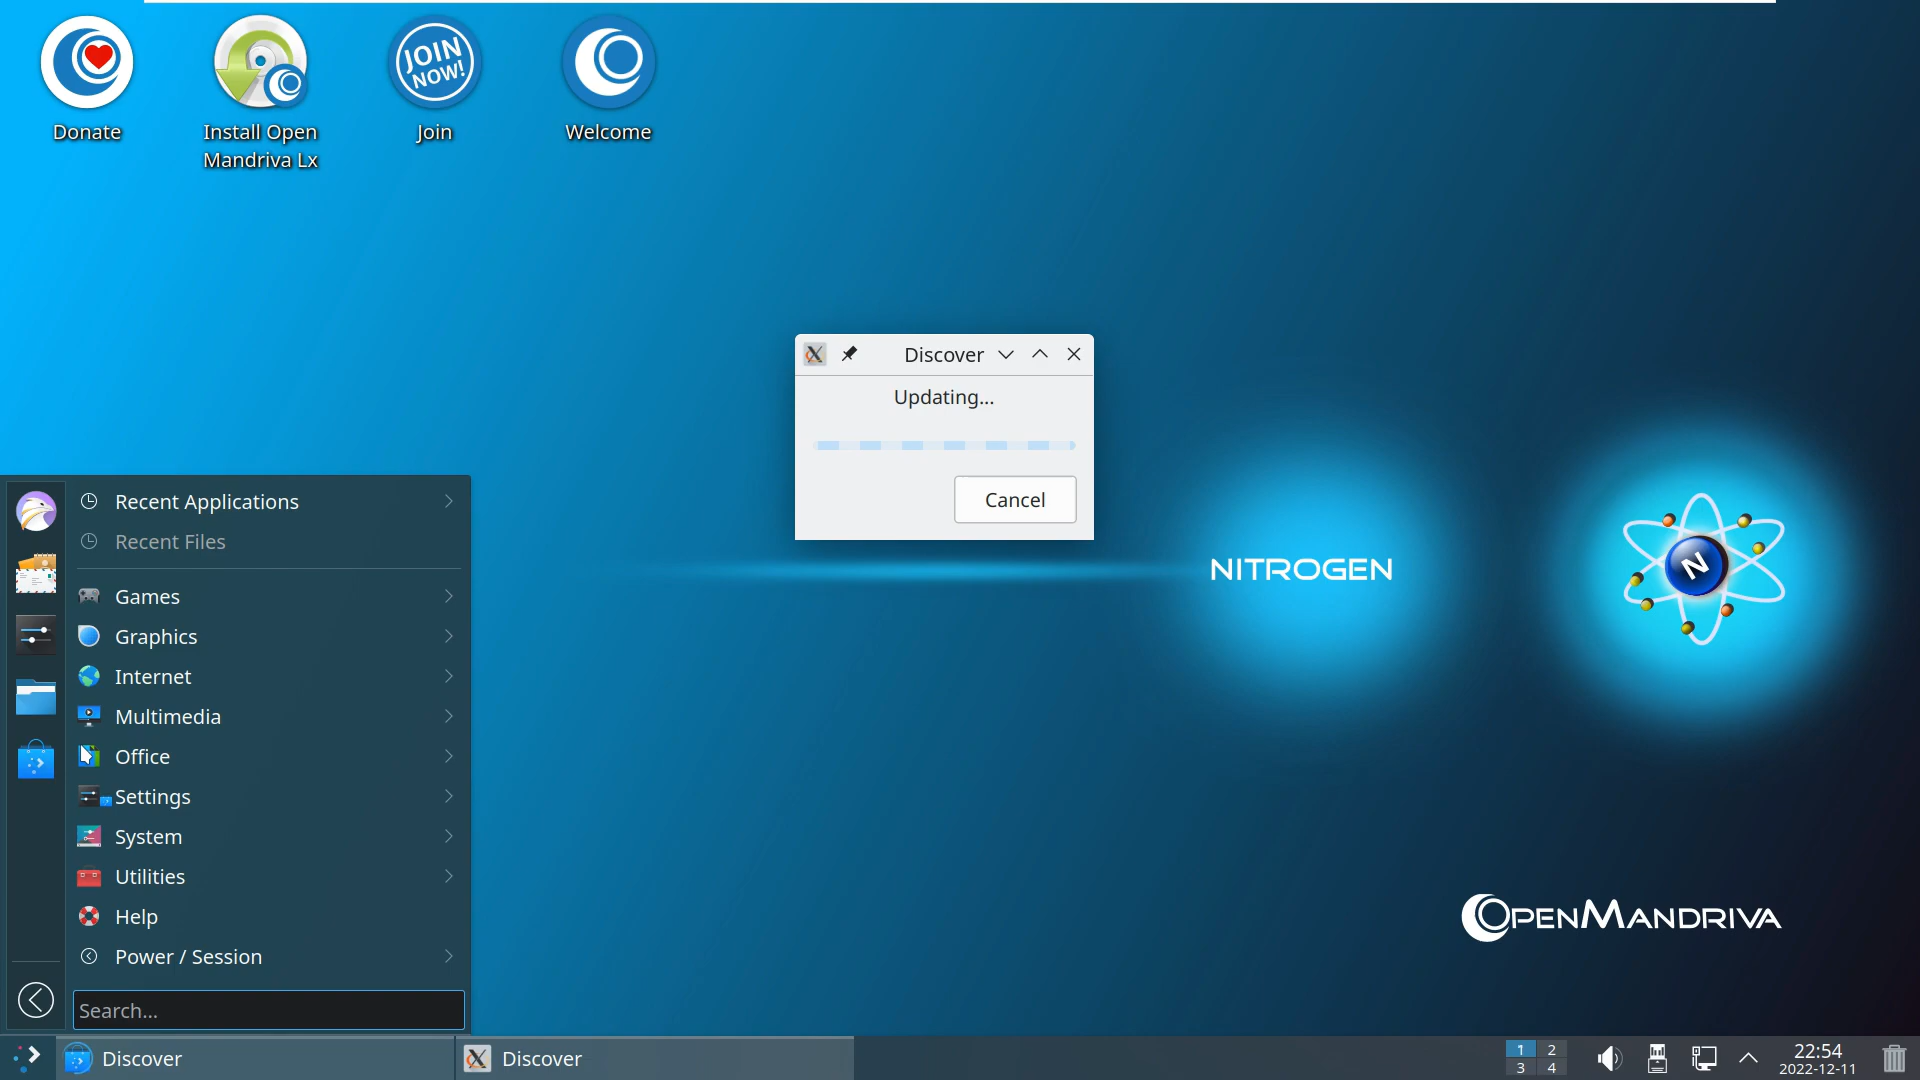 Donate
Install Open
Mandriva Lx
JOIN
NOW!
Join
Welcome
Discover
Updating...
Cancel
Recent Applications
Recent Files
Games
Graphics
Internet
Multimedia
Office
Settings
System
Utilities
Help
Power / Session
Search...
NITROGEN
N
OPENMANDRIVA
Discover
Discover
1 2
3 4
22:54
2022-12-11